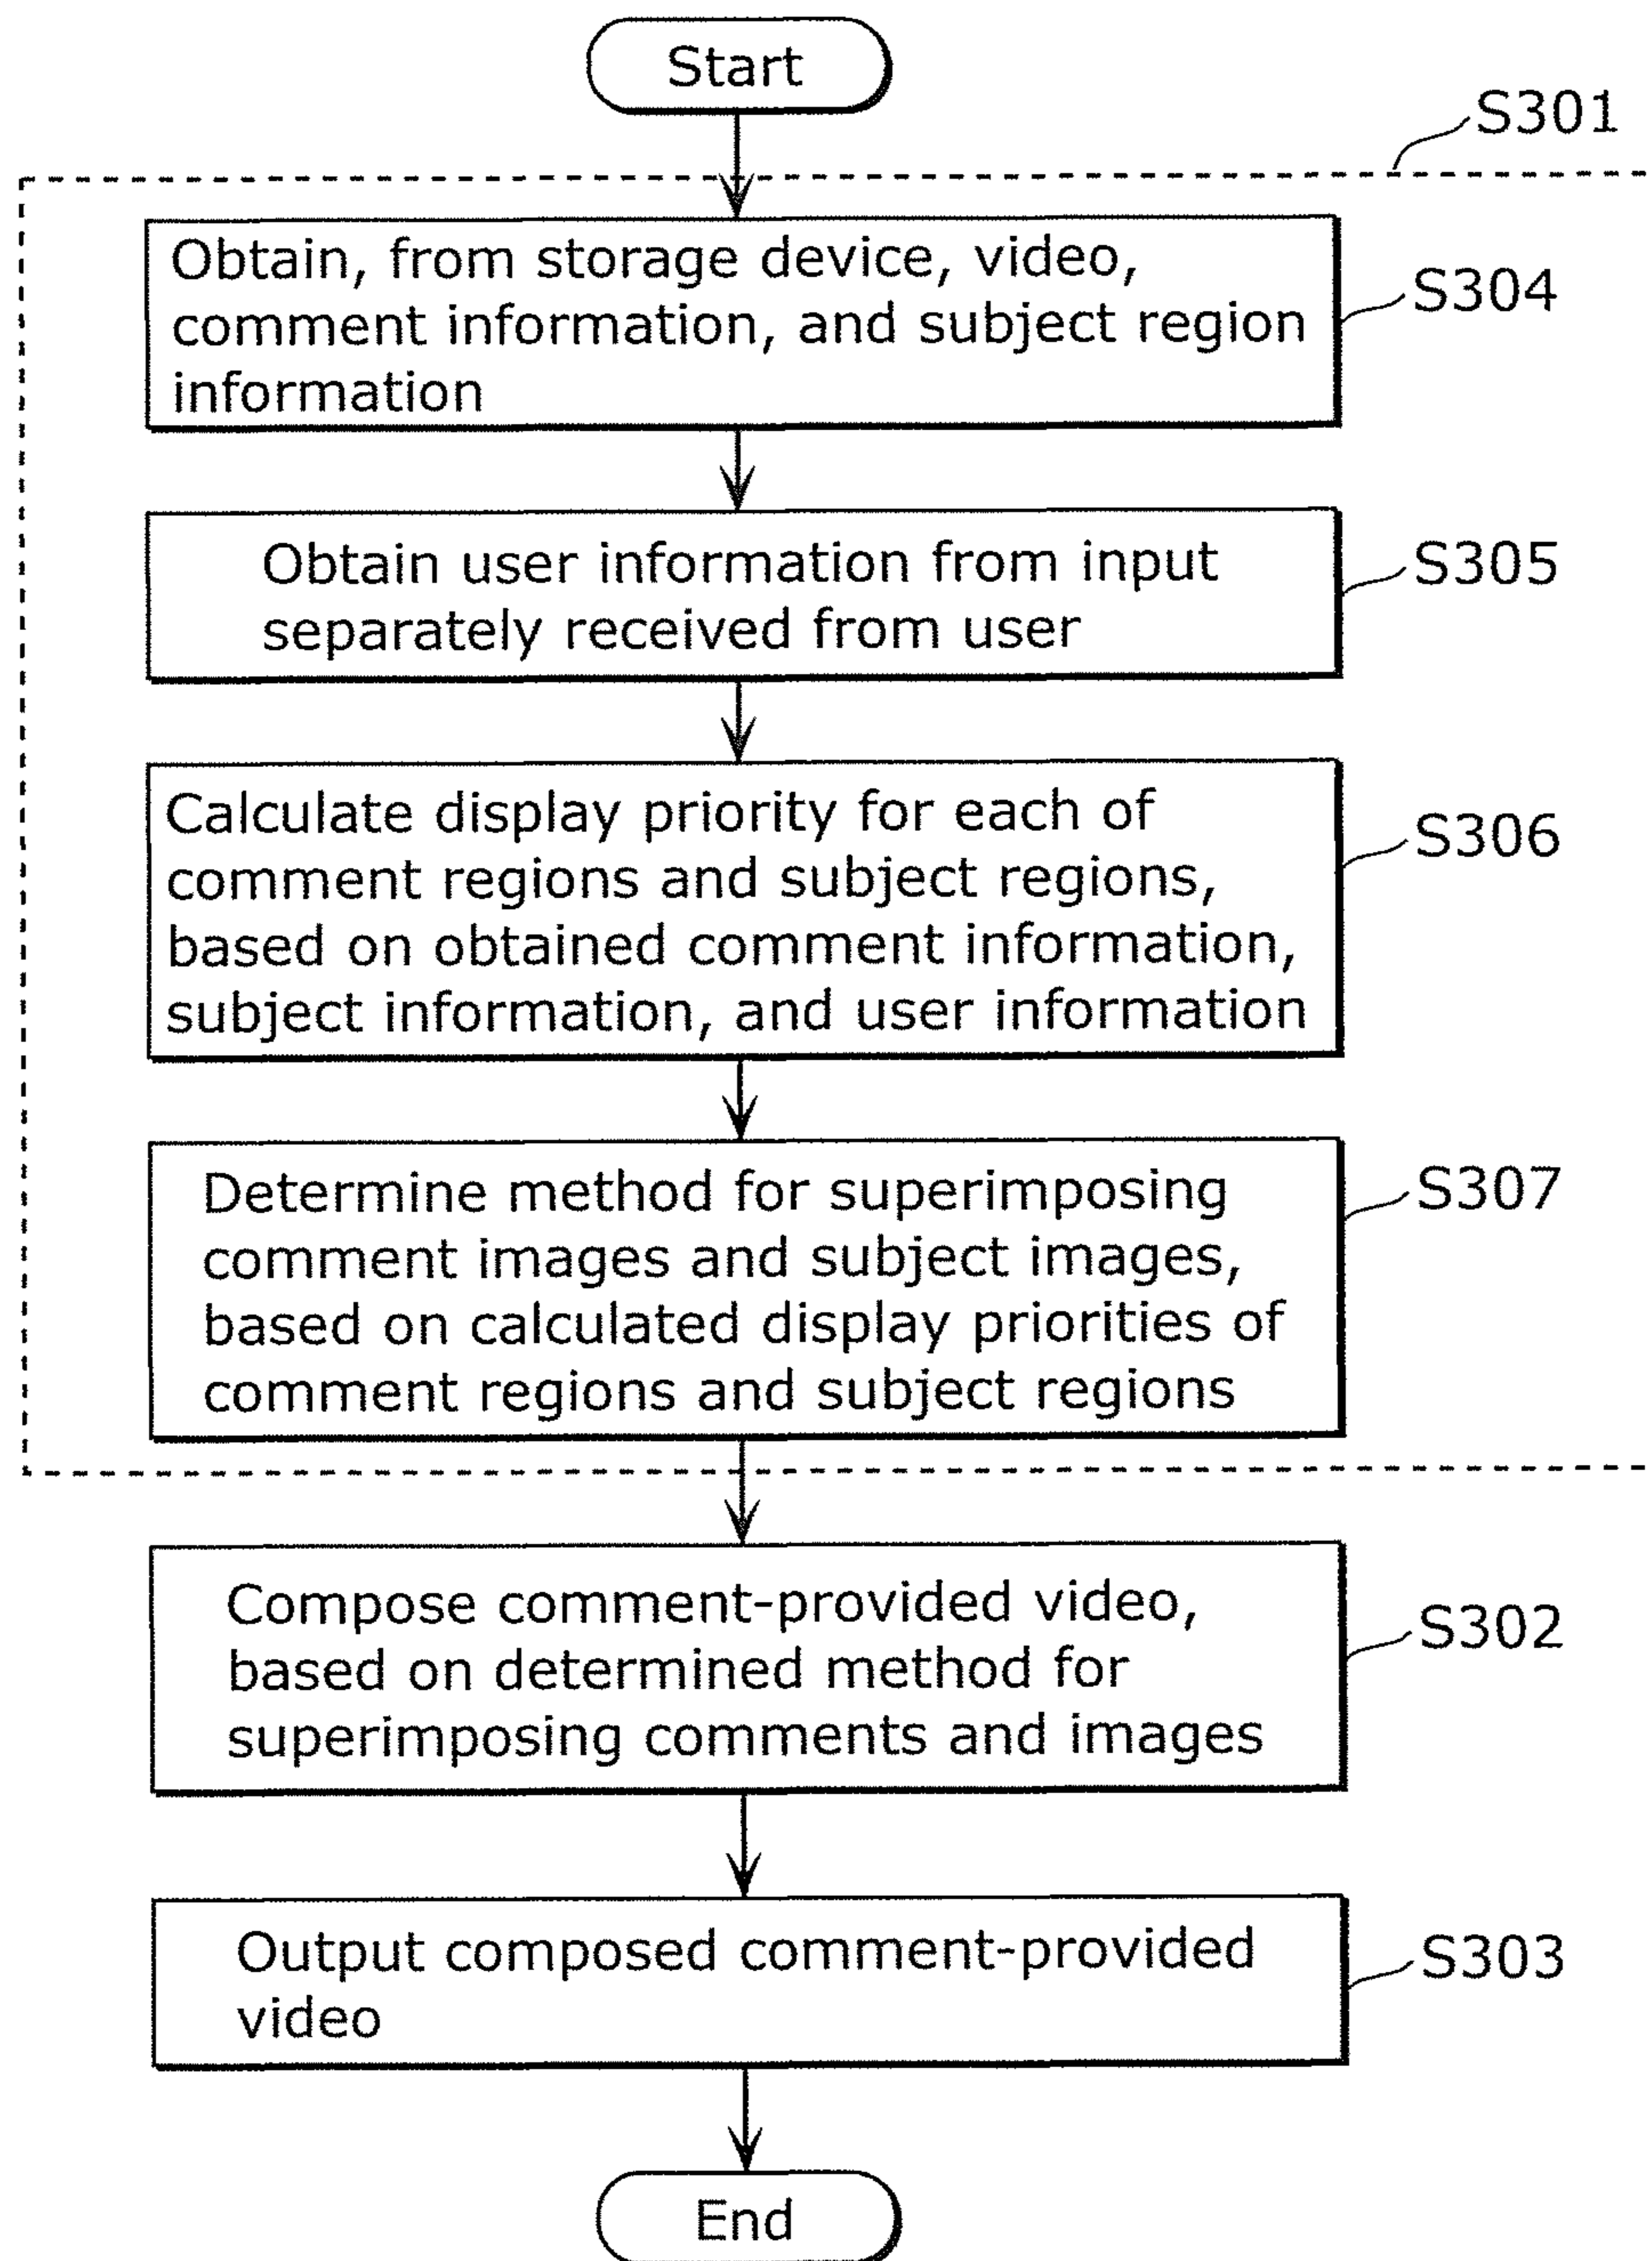 Start
S301
Obtain, from storage device, video,
comment information, and subject region
information
S304
Obtain user information from input
separately received from user
S305
Calculate display priority for each of
comment regions and subject regions,
based on obtained comment information,
subject information, and user information
S306
Determine method for superimposing
comment images and subject images,
based on calculated display priorities of
comment regions and subject regions
S307
Compose comment-provided video,
based on determined method for
superimposing comments and images
S302
Output composed comment-provided
video
S303
End